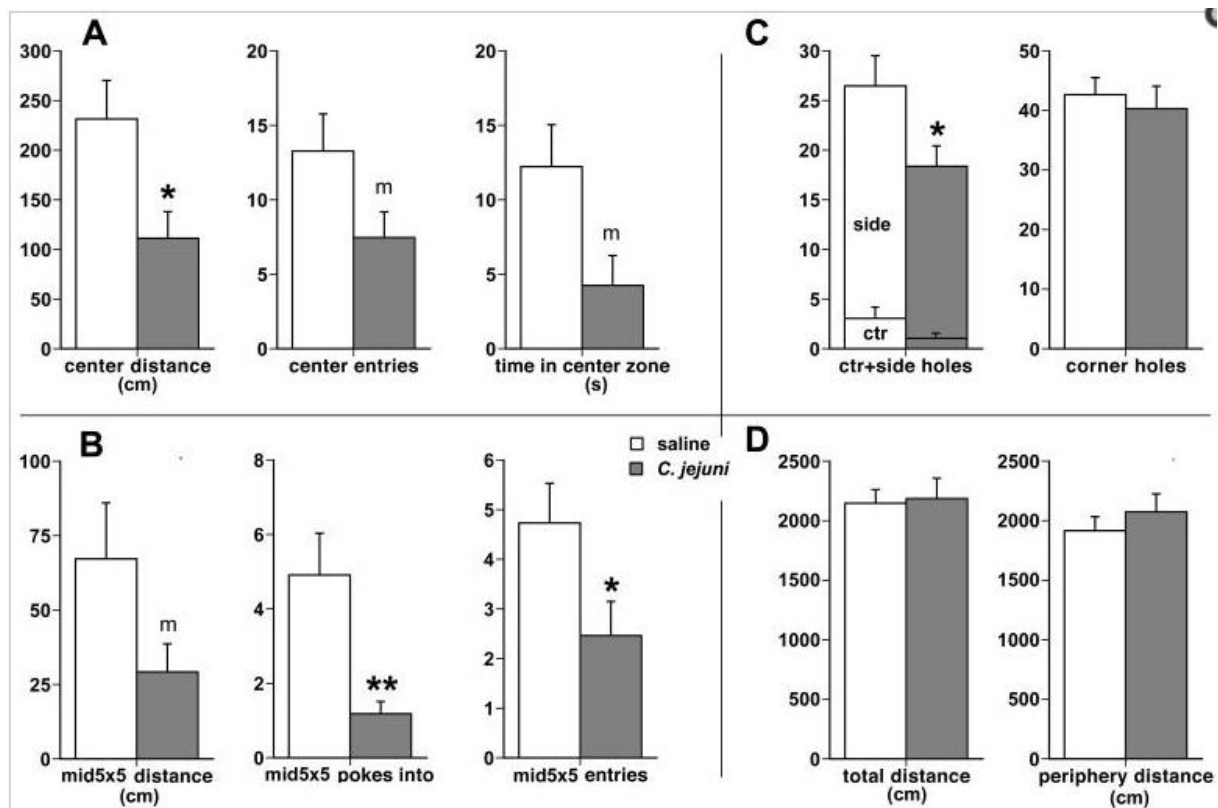 A
300
250
200
150
100
50
0
*
center distance
(cm)
20
15
10
5
0
m
center entries
20
15
10
5
0
m
time in center zone
(s)
C
30
25
20
15
10
5
0
side
ctr
*
ctr+side holes
50
40
30
20
10
0
corner holes
B
100
75
50
25
0
m
mid5x5 distance
(cm)
8
6
4
2
0
**
mid5x5 pokes into
6
5
4
3
2
1
0
*
mid5x5 entries
saline
C. jejuni
D
2500
2000
1500
1000
500
0
total distance
(cm)
2500
2000
1500
1000
500
0
periphery distance
(cm)